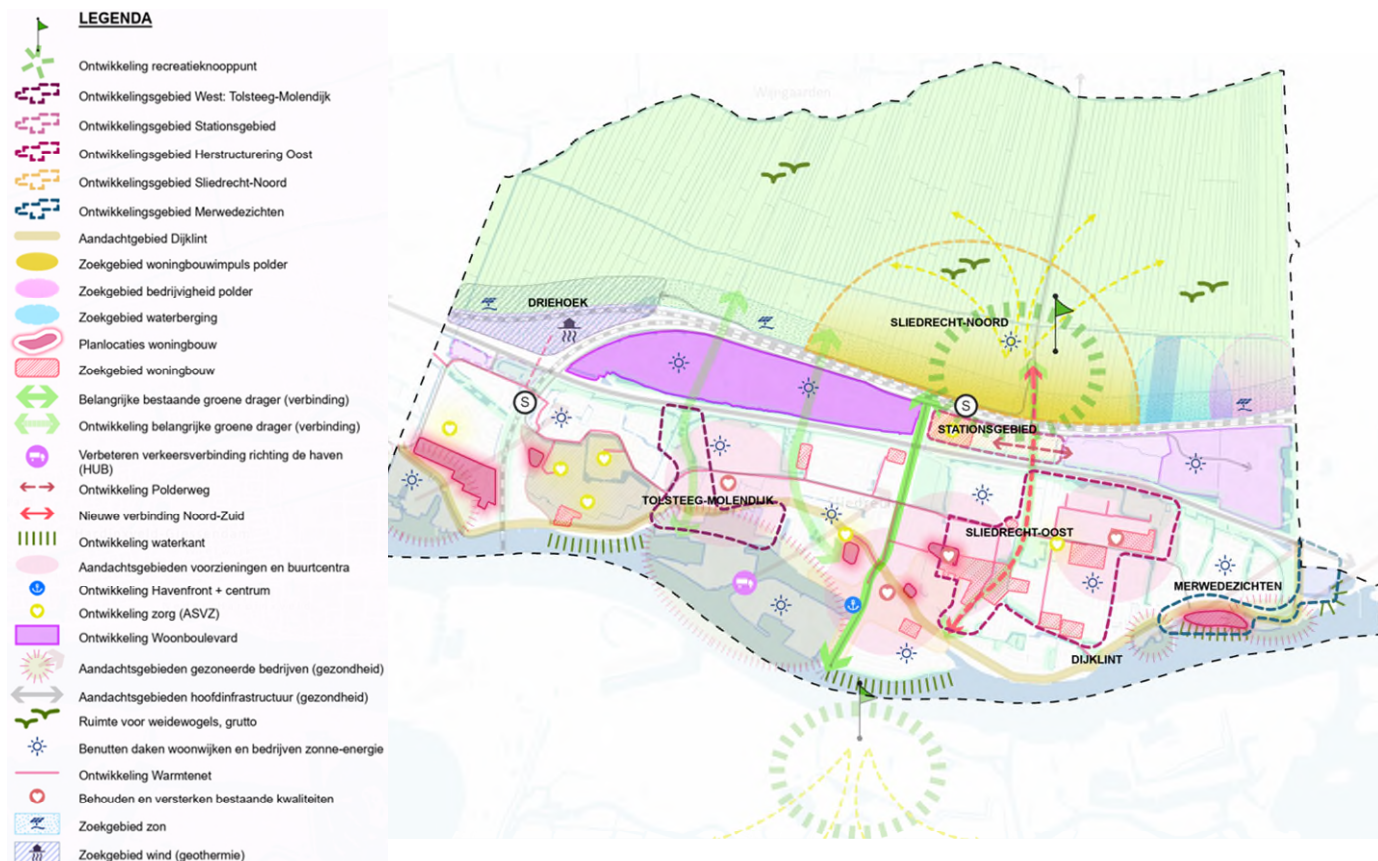 LEGENDA
Ontwikkeling recreatieknooppunt
Ontwikkelingsgebied West: Tolsteeg-Molendijk
Ontwikkelingsgebied Stationsgebied
Ontwikkelingsgebied Herstructurering Oost
Ontwikkelingsgebied Sliedrecht-Noord
Ontwikkelingsgebied Merwedezichten
Aandachtgebied Dijklint
Zoekgebied woningbouwimpuls polder
Zoekgebied bedrijvigheid polder
Zoekgebied waterberging
Planlocaties woningbouw
Zoekgebied woningbouw
Belangrijke bestaande groene drager (verbinding)
Ontwikkeling belangrijke groene drager (verbinding)
Verbeteren verkeersverbinding richting de haven
(HUB)
Ontwikkeling Polderweg
Nieuwe verbinding Noord-Zuid
Ontwikkeling waterkant
Aandachtsgebieden voorzieningen en buurtcentra
Ontwikkeling Havenfront + centrum
Ontwikkeling zorg (ASVZ)
Ontwikkeling Woonboulevard
Aandachtsgebieden gezoneerde bedrijven (gezondheid)
Aandachtsgebieden hoofdinfrastructuur (gezondheid)
Ruimte voor weidewogels, grutto
Benutten daken woonwijken en bedrijven zonne-energie
Ontwikkeling Warmtenet
Behouden en versterken bestaande kwaliteiten
Zoekgebied zon
Zoekgebied wind (geothermie)
Wijngaarden
DRIEHOEK
SLIEDRECHT-NOORD
S
S
STATIONSGEBIED
TOLSTEEG-MOLENDIJK
SLIEDRECHT-OOST
MERWEDEZICHTEN
DIJKLINT